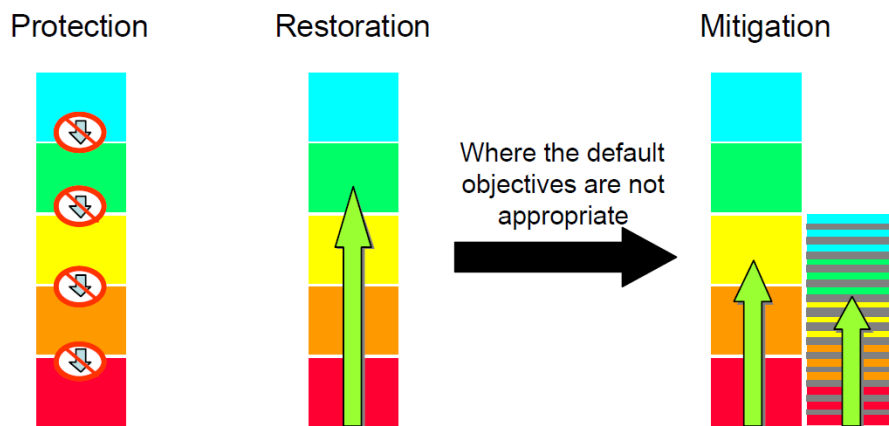 Protection
Restoration
Mitigation
Where the default
objectives are not
appropriate